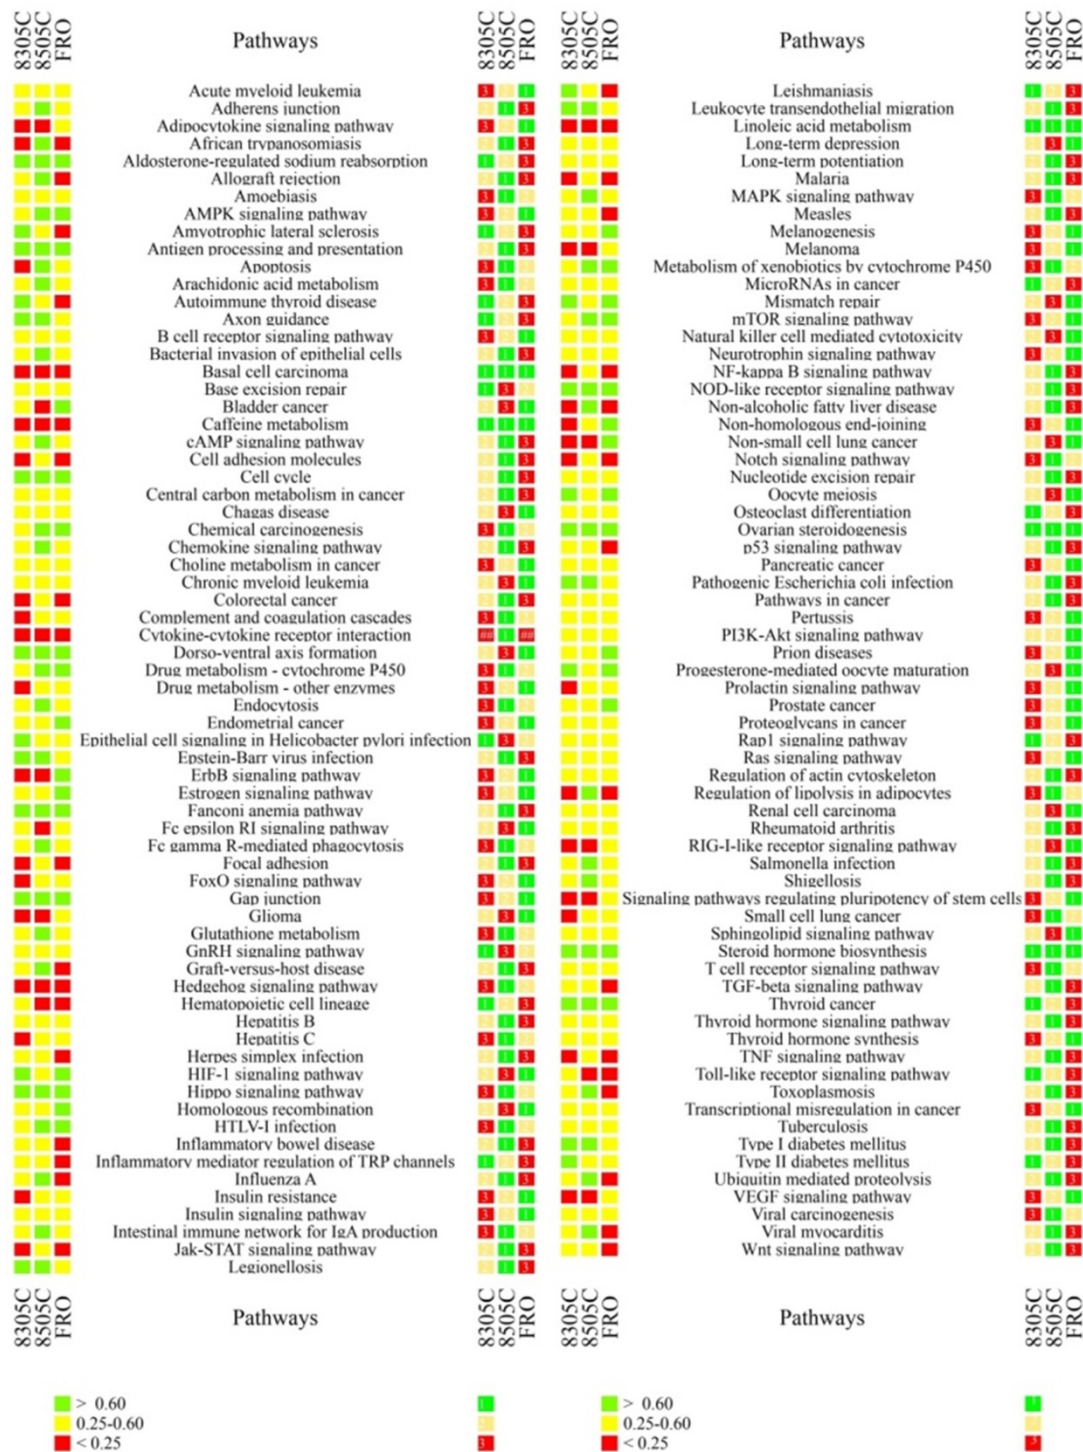 8305C
8505C
FRO
Pathways
8305C
8505C
FRO
Acute myeloid leukemia
Adherens junction
Adipocytokine signaling pathway
African trypanosomiasis
Aldosterone-regulated sodium reabsorption
Allograft rejection
Amoebiasis
AMPK signaling pathway
Amyotrophic lateral sclerosis
Antigen processing and presentation
Apoptosis
Arachidonic acid metabolism
Autoimmune thyroid disease
Axon guidance
B cell receptor signaling pathway
Bacterial invasion of epithelial cells
Basal cell carcinoma
Base excision repair
Bladder cancer
Caffeine metabolism
cAMP signaling pathway
Cell adhesion molecules
Cell cycle
Central carbon metabolism in cancer
Chagas disease
Chemical carcinogenesis
Chemokine signaling pathway
Choline metabolism in cancer
Chronic myeloid leukemia
Colorectal cancer
Complement and coagulation cascades
Cytokine-cytokine receptor interaction
Dorso-ventral axis formation
Drug metabolism - cytochrome P450
Drug metabolism - other enzymes
Endocytosis
Endometrial cancer
Epithelial cell signaling in Helicobacter pylori infection
Epstein-Barr virus infection
ErbB signaling pathway
Estrogen signaling pathway
Fanconi anemia pathway
Fc epsilon RI signaling pathway
Fc gamma R-mediated phagocytosis
Focal adhesion
FoxO signaling pathway
Gap junction
Glioma
Glutathione metabolism
GnRH signaling pathway
Graft-versus-host disease
Hedgehog signaling pathway
Hematopoietic cell lineage
Hepatitis B
Hepatitis C
Herpes simplex infection
HIF-1 signaling pathway
Hippo signaling pathway
Homologous recombination
HTLV-I infection
Inflammatory bowel disease
Inflammatory mediator regulation of TRP channels
Influenza A
Insulin resistance
Insulin signaling pathway
Intestinal immune network for IgA production
Jak-STAT signaling pathway
Legionellosis
8305C
8505C
FRO
Pathways
8305C
8505C
FRO
> 0.60
0.25-0.60
< 0.25
1
2
3
8305C
8505C
FRO
Pathways
8305C
8505C
FRO
Leishmaniasis
Leukocyte transendothelial migration
Linoleic acid metabolism
Long-term depression
Long-term potentiation
Malaria
MAPK signaling pathway
Measles
Melanogenesis
Melanoma
Metabolism of xenobiotics by cytochrome P450
MicroRNAs in cancer
Mismatch repair
mTOR signaling pathway
Natural killer cell mediated cytotoxicity
Neurotrophin signaling pathway
NF-kappa B signaling pathway
NOD-like receptor signaling pathway
Non-alcoholic fatty liver disease
Non-homologous end-joining
Non-small cell lung cancer
Notch signaling pathway
Nucleotide excision repair
Oocyte meiosis
Osteoclast differentiation
Ovarian steroidogenesis
p53 signaling pathway
Pancreatic cancer
Pathogenic Escherichia coli infection
Pathways in cancer
Pertussis
PI3K-Akt signaling pathway
Prion diseases
Progesterone-mediated oocyte maturation
Prolactin signaling pathway
Prostate cancer
Proteoglycans in cancer
Rap1 signaling pathway
Ras signaling pathway
Regulation of actin cytoskeleton
Regulation of lipolysis in adipocytes
Renal cell carcinoma
Rheumatoid arthritis
RIG-I-like receptor signaling pathway
Salmonella infection
Shigellosis
Signaling pathways regulating pluripotency of stem cells
Small cell lung cancer
Sphingolipid signaling pathway
Steroid hormone biosynthesis
T cell receptor signaling pathway
TGF-beta signaling pathway
Thyroid cancer
Thyroid hormone signaling pathway
Thyroid hormone synthesis
TNF signaling pathway
Toll-like receptor signaling pathway
Toxoplasmosis
Transcriptional misregulation in cancer
Tuberculosis
Type I diabetes mellitus
Type II diabetes mellitus
Ubiquitin mediated proteolysis
VEGF signaling pathway
Viral carcinogenesis
Viral myocarditis
Wnt signaling pathway
8305C
8505C
FRO
Pathways
8305C
8505C
FRO
> 0.60
0.25-0.60
< 0.25